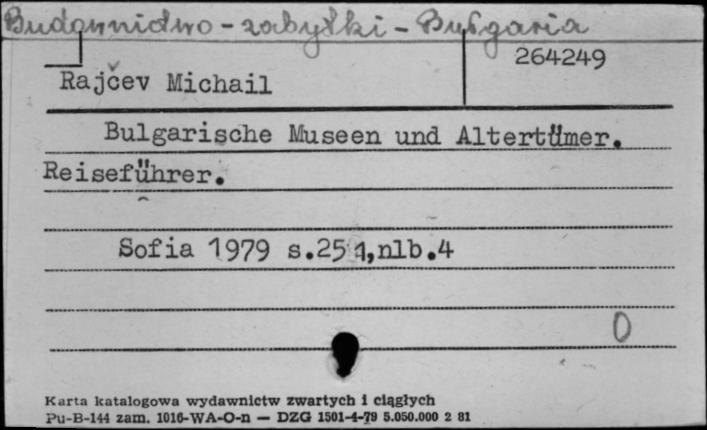 Budownictwo - zabytki - Bułgaria
264249
Rajčev Michail
Bulgarische Museen und Altertümer.
Reiseführer.
Sofia 1979 s.251,nlb.4
0
Karta katalogowa wydawnictw zwartych i ciągłych
Pu-B-144 zam. 1016-WA-O-n — DZG 1501-4-79 5.050.000 2 81